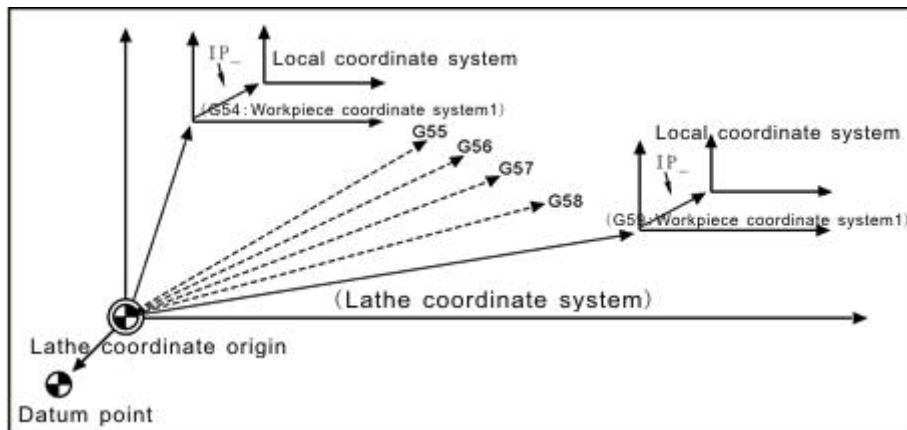 IP_
Local coordinate system
(G54:Workpiece coordinate system1)
G55
G56
G57
G58
Local coordinate system
IP_
(G59:Workpiece coordinate system1)
(Lathe coordinate system)
Lathe coordinate origin
Datum point